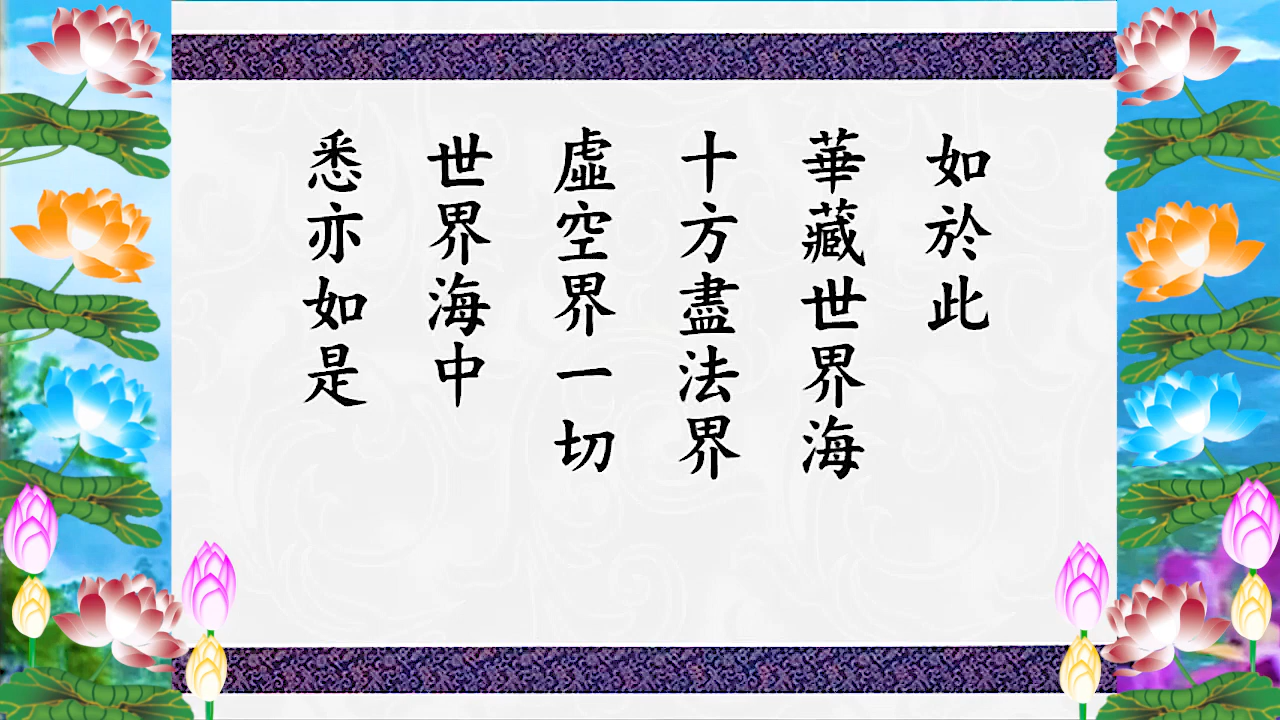 如於此
華藏世界海
十方盡法界
虛空界一切
世界海中
悉亦如是